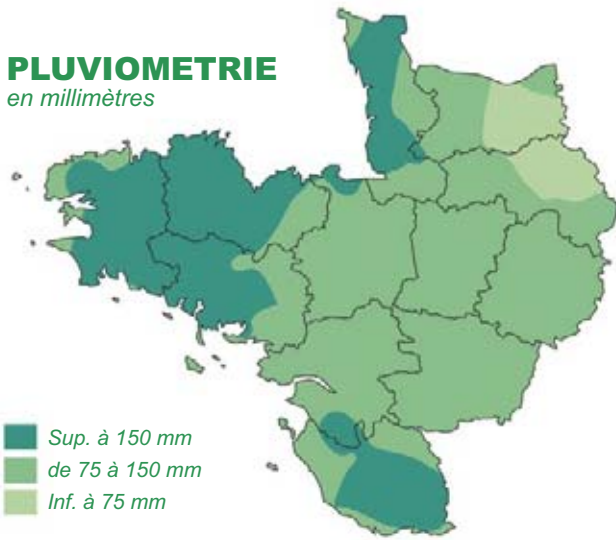 PLUVIOMETRIE
en millimètres
Sup. à 150 mm
de 75 à 150 mm
Inf. à 75 mm